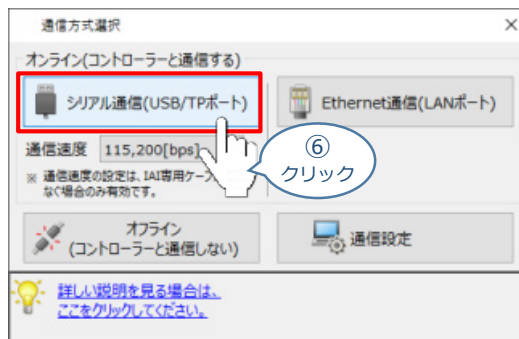 通信方式選択
オンライン(コントローラーと通信する)
シリアル通信(USB/TPポート)
Ethernet通信(LANポート)
通信速度 115,200[bps]
⑥
クリック
※ 通信速度の設定は、IAI専用ケーブ
なぐ場合のみ有効です。
オフライン
(コントローラーと通信しない)
通信設定
詳しい説明を見る場合は、
ここをクリックしてください。